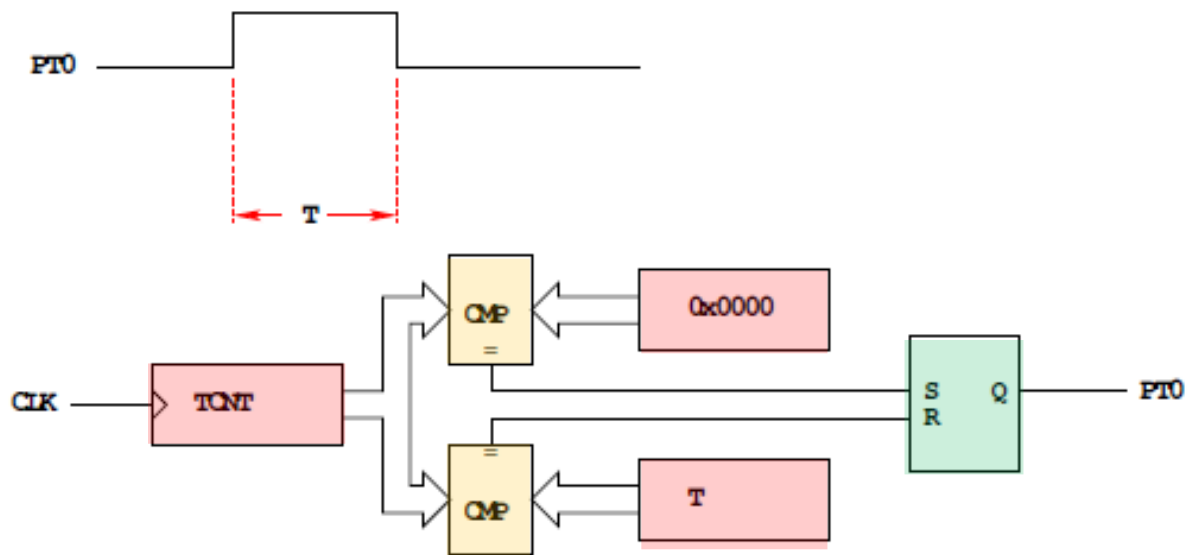 PT0
T
CMP
=
0x0000
CLK
TCNT
S
Q
PT0
R
=
CMP
T